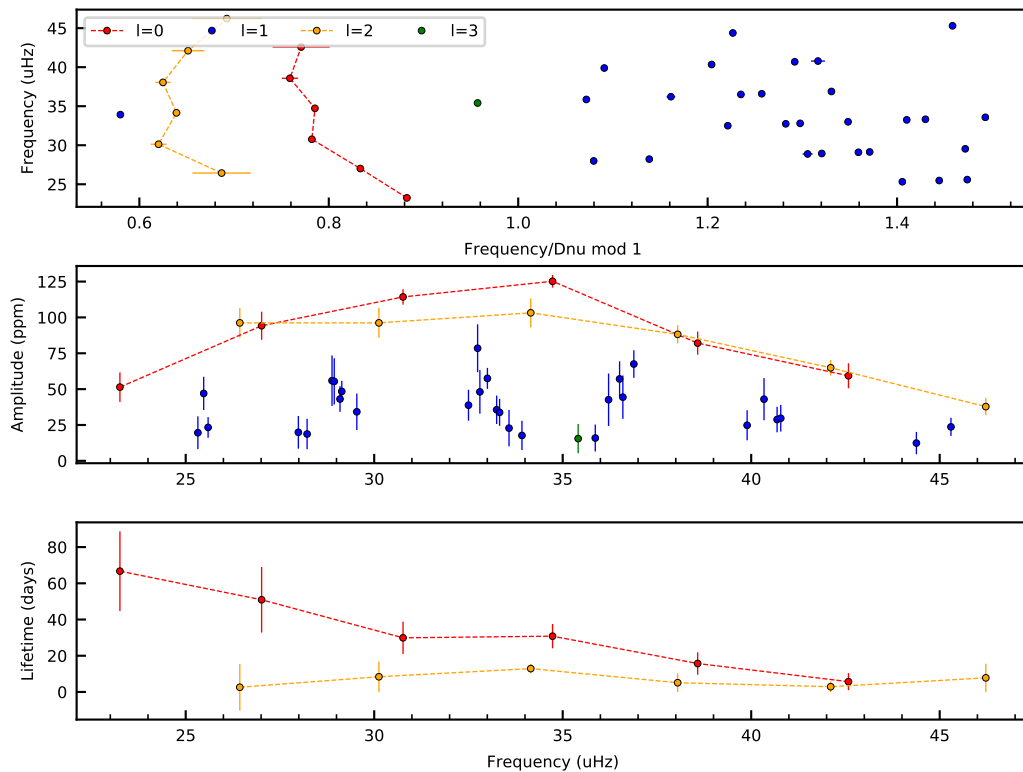 45
40
35
30
25
Frequency (uHz)
l=0 l=1 l=2 l=3
0.6 0.8 1.0 1.2 1.4
Frequency/Dnu mod 1
125
100
75
50
25
0
Amplitude (ppm)
25 30 35 40 45
80
60
40
20
0
Lifetime (days)
25 30 35 40 45
Frequency (uHz)